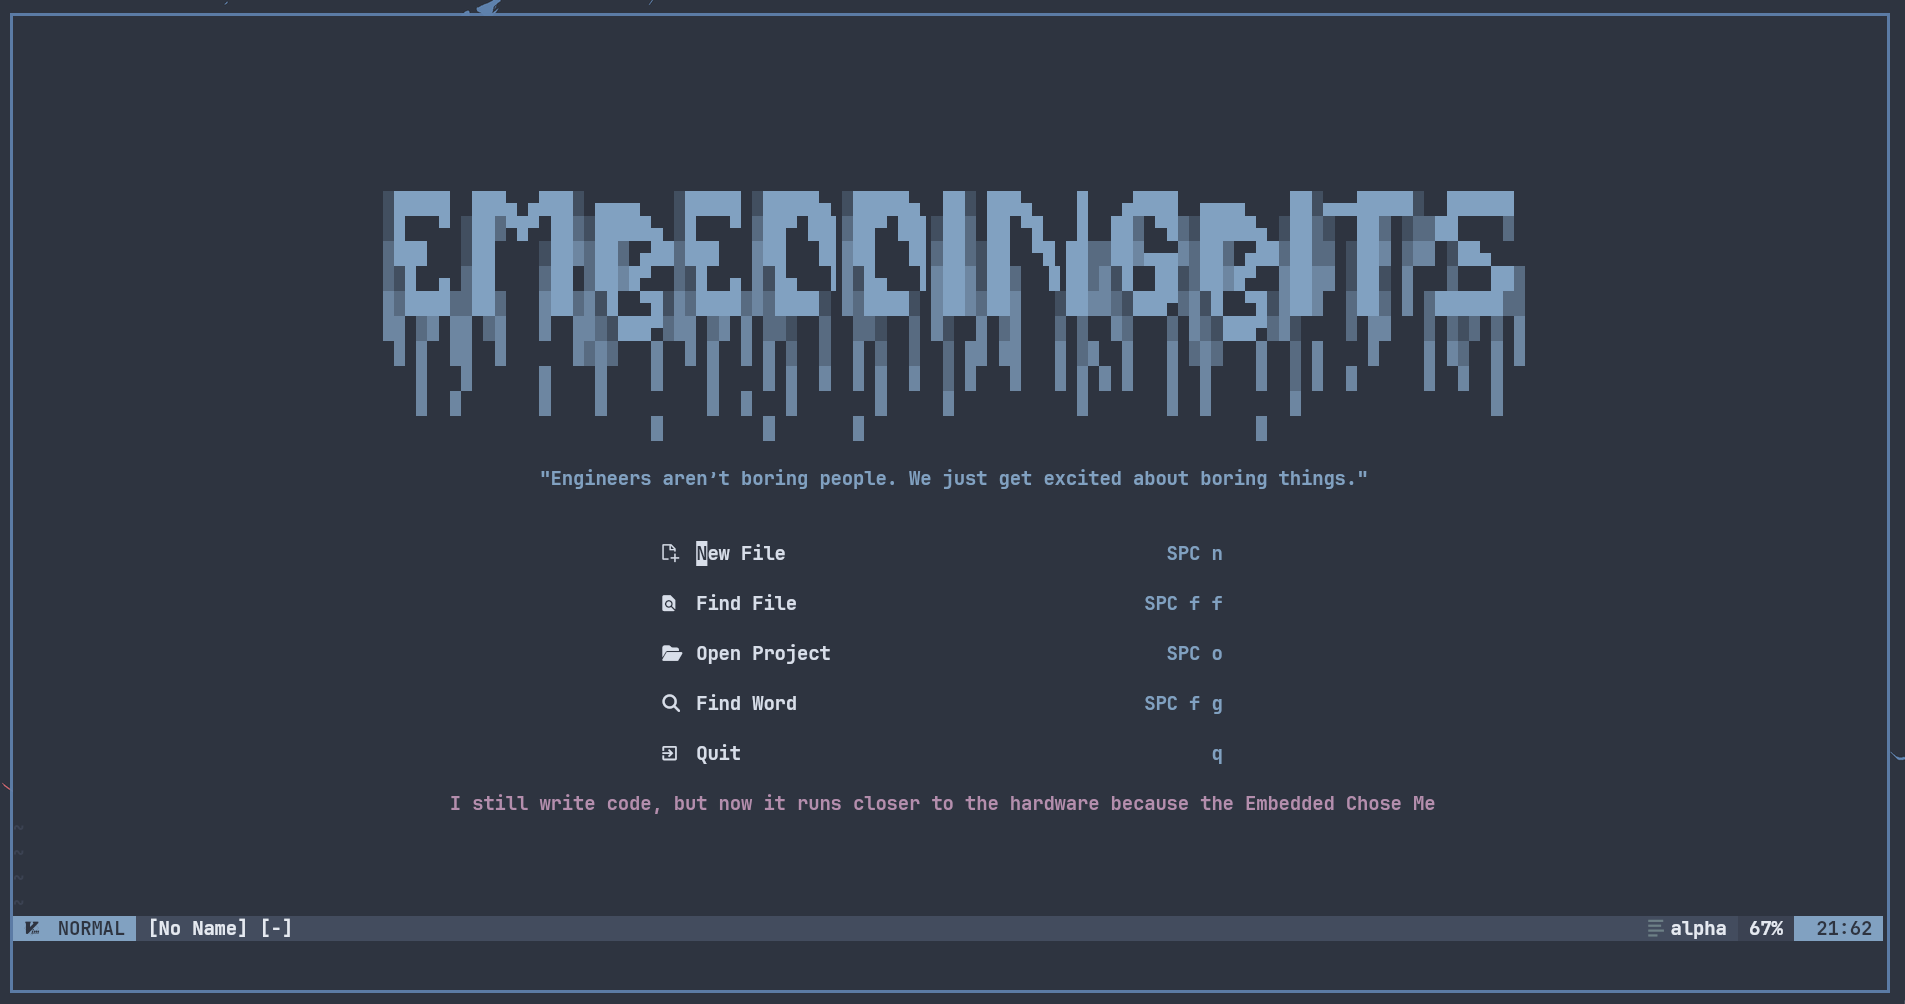 EMBEDDINGBITS
"Engineers aren’t boring people. We just get excited about boring things."
New File SPC n
Find File SPC f f
Open Project SPC o
Find Word SPC f g
Quit q
I still write code, but now it runs closer to the hardware because the Embedded Chose Me
~
~
~
~
NORMAL [No Name] [-] alpha 67% 21:62